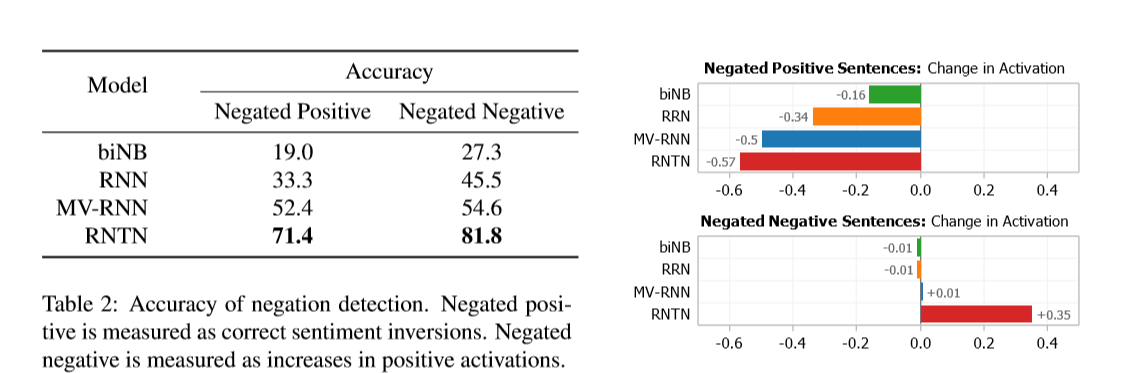 Model Accuracy
Negated Positive Negated Negative
biNB 19.0 27.3
RNN 33.3 45.5
MV-RNN 52.4 54.6
RNTN 71.4 81.8
Table 2: Accuracy of negation detection. Negated posi-
tive is measured as correct sentiment inversions. Negated
negative is measured as increases in positive activations.
Negated Positive Sentences: Change in Activation
biNB -0.16
RRN -0.34
MV-RNN -0.5
RNTN -0.57
-0.6 -0.4 -0.2 0.0 0.2 0.4
Negated Negative Sentences: Change in Activation
biNB -0.01
RRN -0.01
MV-RNN +0.01
RNTN +0.35
-0.6 -0.4 -0.2 0.0 0.2 0.4